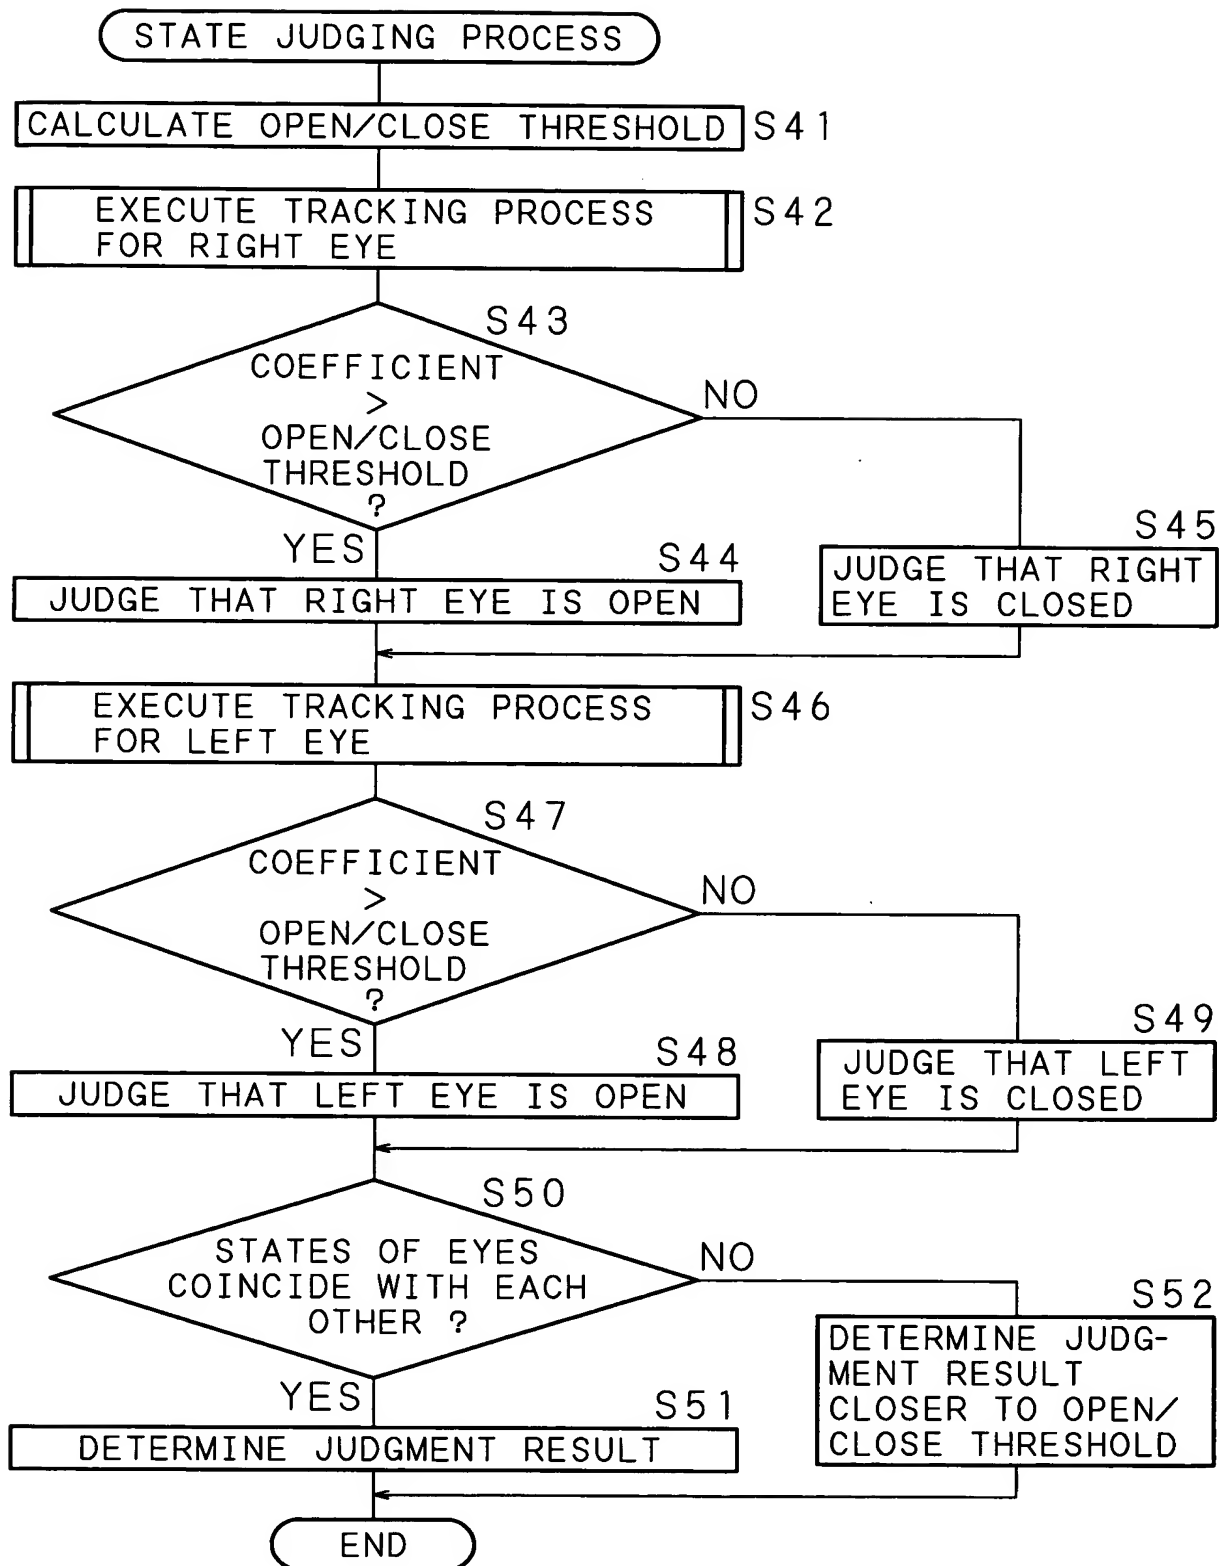 STATE JUDGING PROCESS
CALCULATE OPEN/CLOSE THRESHOLD
S41
EXECUTE TRACKING PROCESS
FOR RIGHT EYE
S42
S43
COEFFICIENT
>
OPEN/CLOSE
THRESHOLD
?
NO
YES
S44
JUDGE THAT RIGHT EYE IS OPEN
S45
JUDGE THAT RIGHT
EYE IS CLOSED
EXECUTE TRACKING PROCESS
FOR LEFT EYE
S46
S47
COEFFICIENT
>
OPEN/CLOSE
THRESHOLD
?
NO
YES
S48
JUDGE THAT LEFT EYE IS OPEN
S49
JUDGE THAT LEFT
EYE IS CLOSED
S50
STATES OF EYES
COINCIDE WITH EACH
OTHER ?
NO
YES
S51
DETERMINE JUDGMENT RESULT
S52
DETERMINE JUDG-
MENT RESULT
CLOSER TO OPEN/
CLOSE THRESHOLD
END